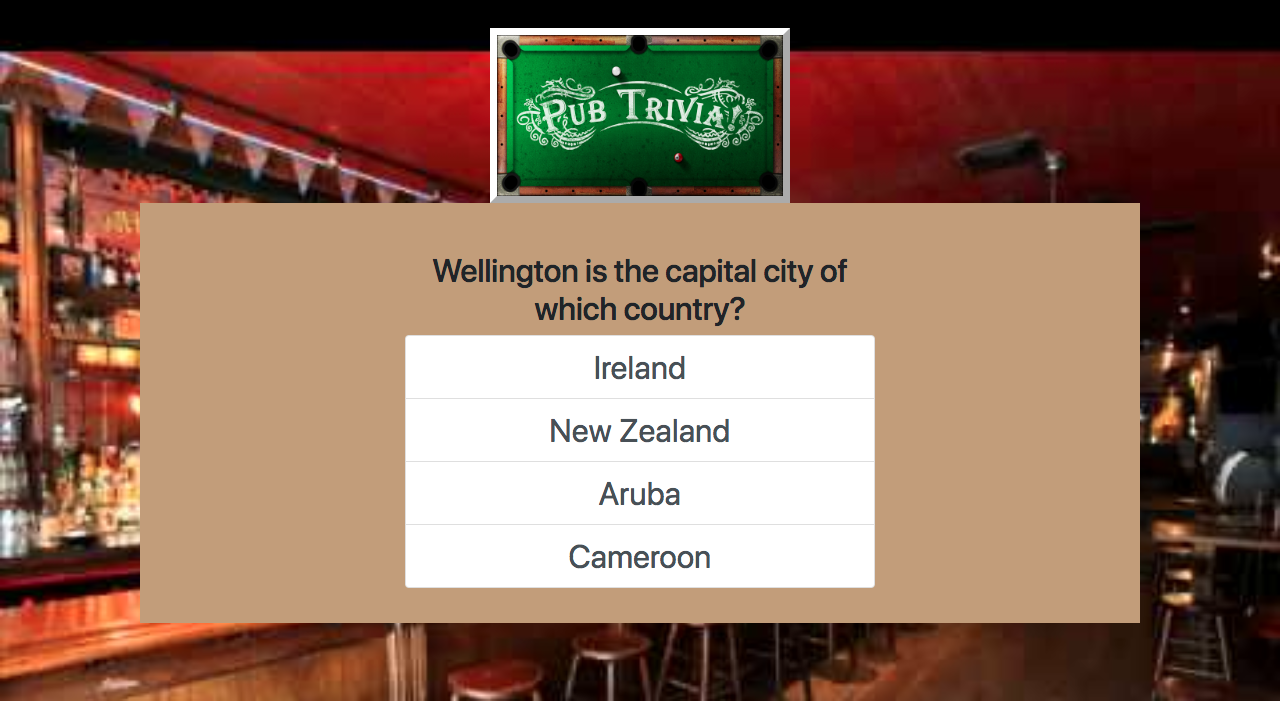 Pub Trivia!
Wellington is the capital city of
which country?
Ireland
New Zealand
Aruba
Cameroon